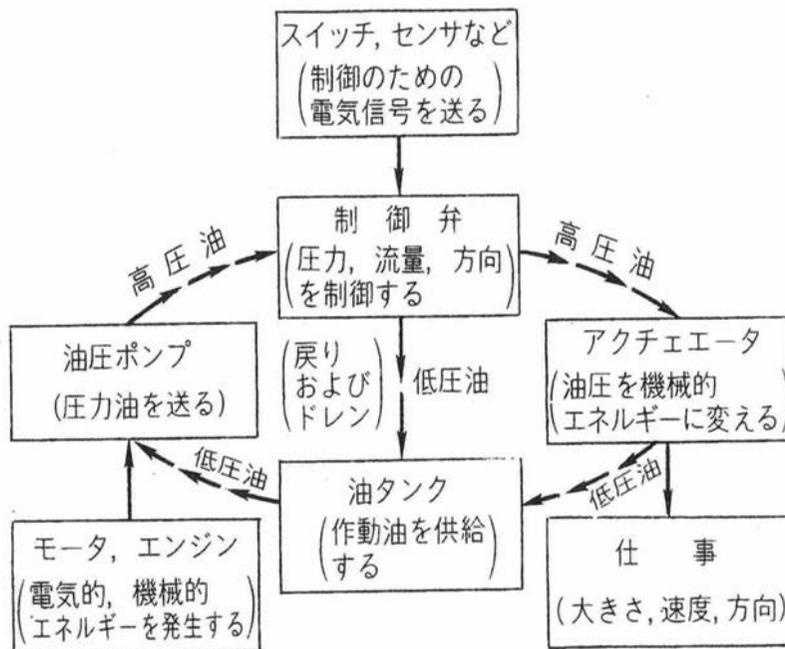 スイッチ, センサなど
(制御のための
電気信号を送る)
制 御 弁
(圧力, 流量, 方向
を制御する)
高圧油
高圧油
油圧ポンプ
(圧力油を送る)
(戻り
および
ドレン)
低圧油
アクチェエータ
(油圧を機械的
エネルギーに変える)
低圧油
低圧油
油タンク
(作動油を供給
する)
モータ, エンジン
(電気的, 機械的
エネルギーを発生する)
仕 事
(大きさ, 速度, 方向)